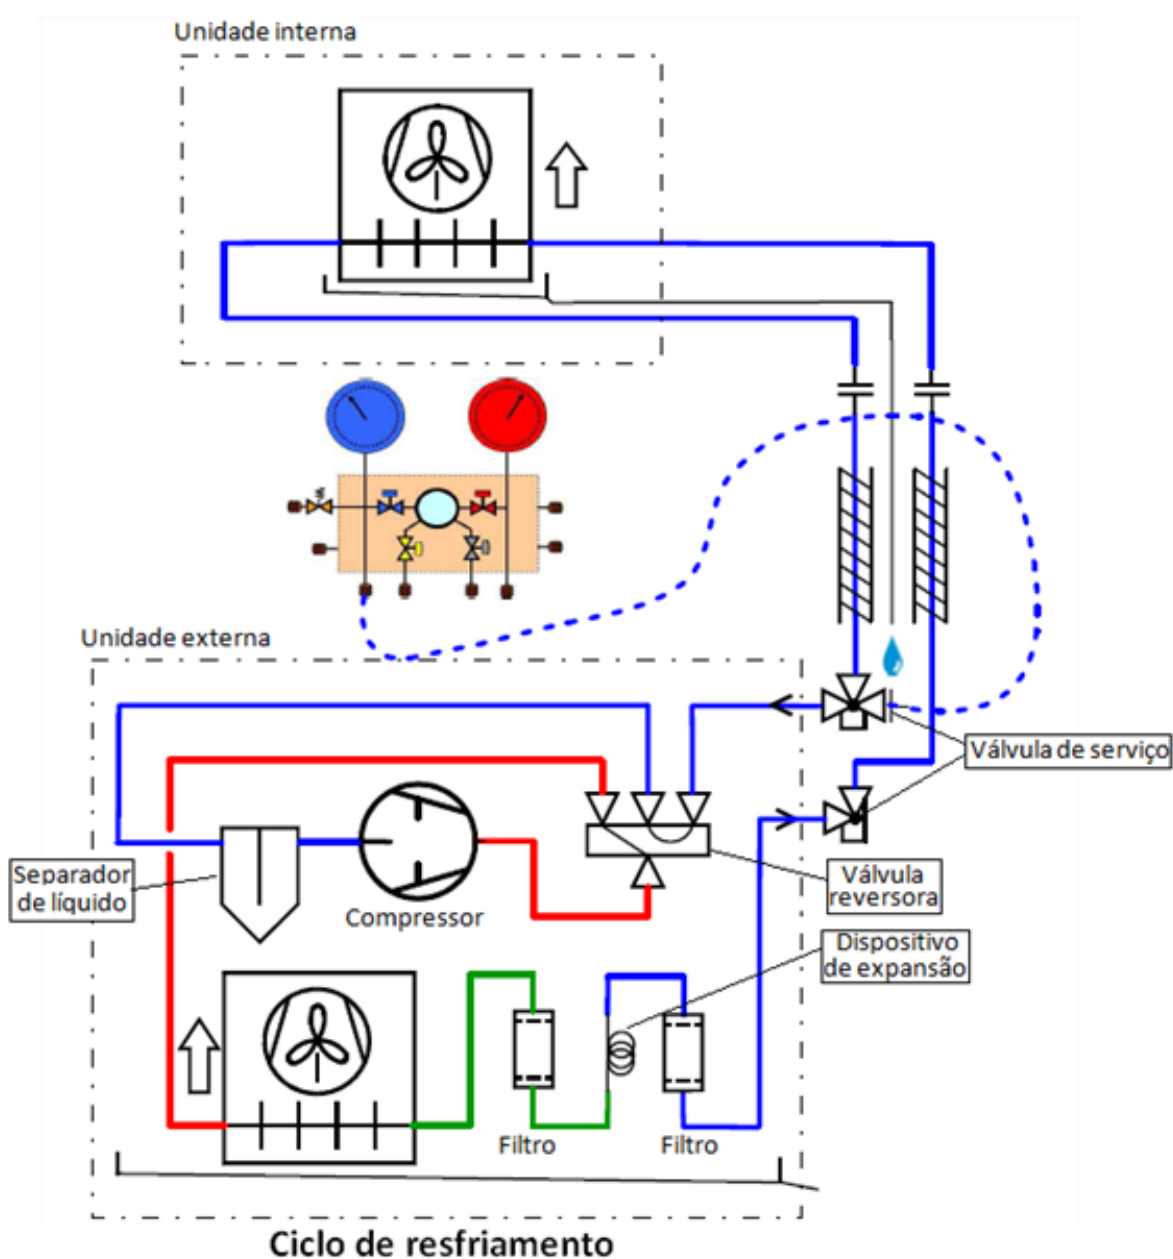 Unidade interna
Unidade externa
Válvula de serviço
Separador
de líquido
Compressor
Válvula
reversora
Dispositivo
de expansão
Filtro
Filtro
Ciclo de resfriamento